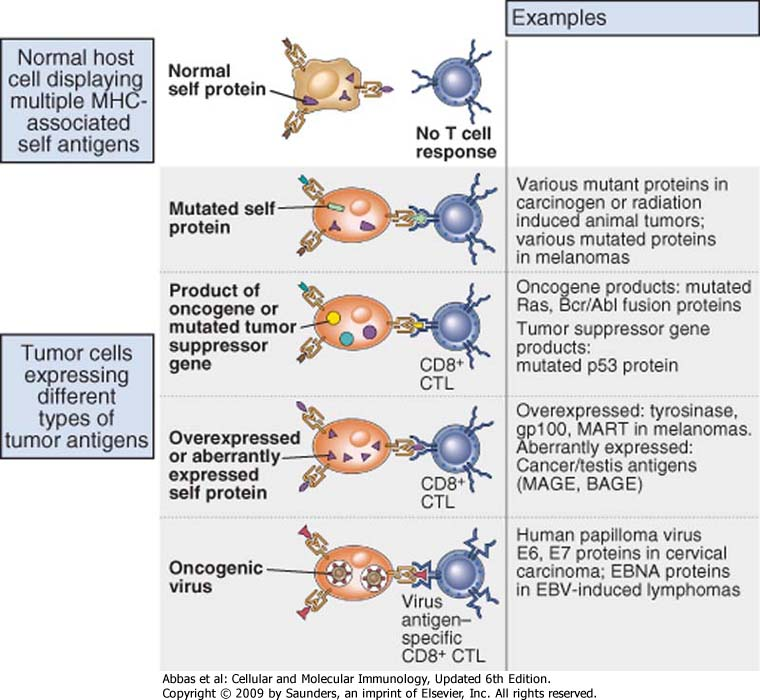 Examples
Normal host
cell displaying
multiple MHC-
associated
self antigens
Normal
self protein
No T cell
response
Tumor cells
expressing
different
types of
tumor antigens
Mutated self
protein
Various mutant proteins in
carcinogen or radiation
induced animal tumors;
various mutated proteins
in melanomas
Product of
oncogene or
mutated tumor
suppressor
gene
CD8+
CTL
Oncogene products: mutated
Ras, Bcr/Abl fusion proteins
Tumor suppressor gene
products:
mutated p53 protein
Overexpressed
or aberrantly
expressed
self protein
CD8+
CTL
Overexpressed: tyrosinase,
gp100, MART in melanomas.
Aberrantly expressed:
Cancer/testis antigens
(MAGE, BAGE)
Oncogenic
virus
Virus
antigen–
specific
CD8+ CTL
Human papilloma virus
E6, E7 proteins in cervical
carcinoma; EBNA proteins
in EBV-induced lymphomas
Abbas et al: Cellular and Molecular Immunology, Updated 6th Edition.
Copyright © 2009 by Saunders, an imprint of Elsevier, Inc. All rights reserved.